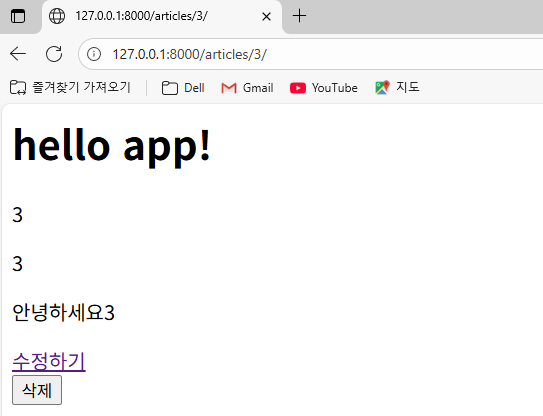 127.0.0.1:8000/articles/3/
127.0.0.1:8000/articles/3/
즐겨찾기 가져오기 Dell Gmail YouTube 지도
hello app!
3
3
안녕하세요3
수정하기
삭제